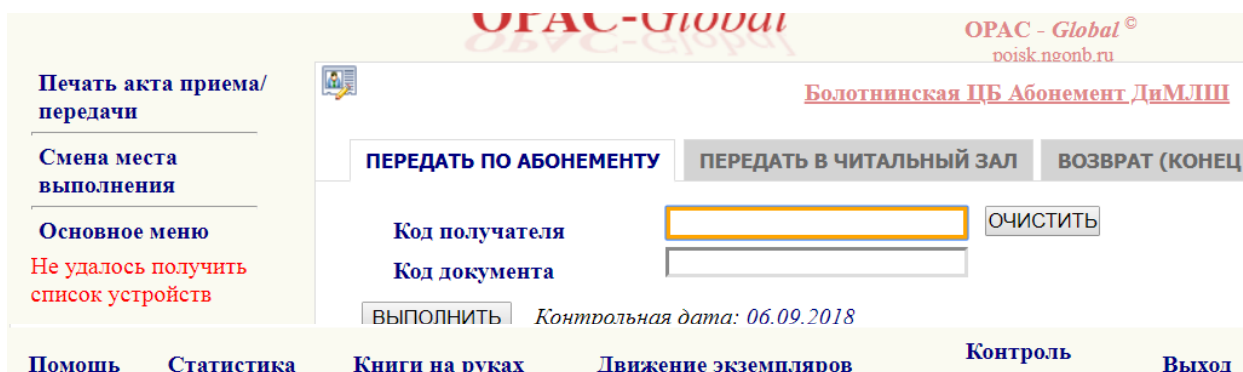 OPAC-Global
OPAC - Global ©
poisk.ngonb.ru
Печать акта приема/
передачи
Смена места
выполнения
Основное меню
Не удалось получить
список устройств
Болотнинская ЦБ Абонемент ДиМЛШ
ПЕРЕДАТЬ ПО АБОНЕМЕНТУ ПЕРЕДАТЬ В ЧИТАЛЬНЫЙ ЗАЛ ВОЗВРАТ (КОНЕЦ
Код получателя ОЧИСТИТЬ
Код документа
ВЫПОЛНИТЬ Контрольная дата: 06.09.2018
Помощь Статистика Книги на руках Движение экземпляров Контроль Выход